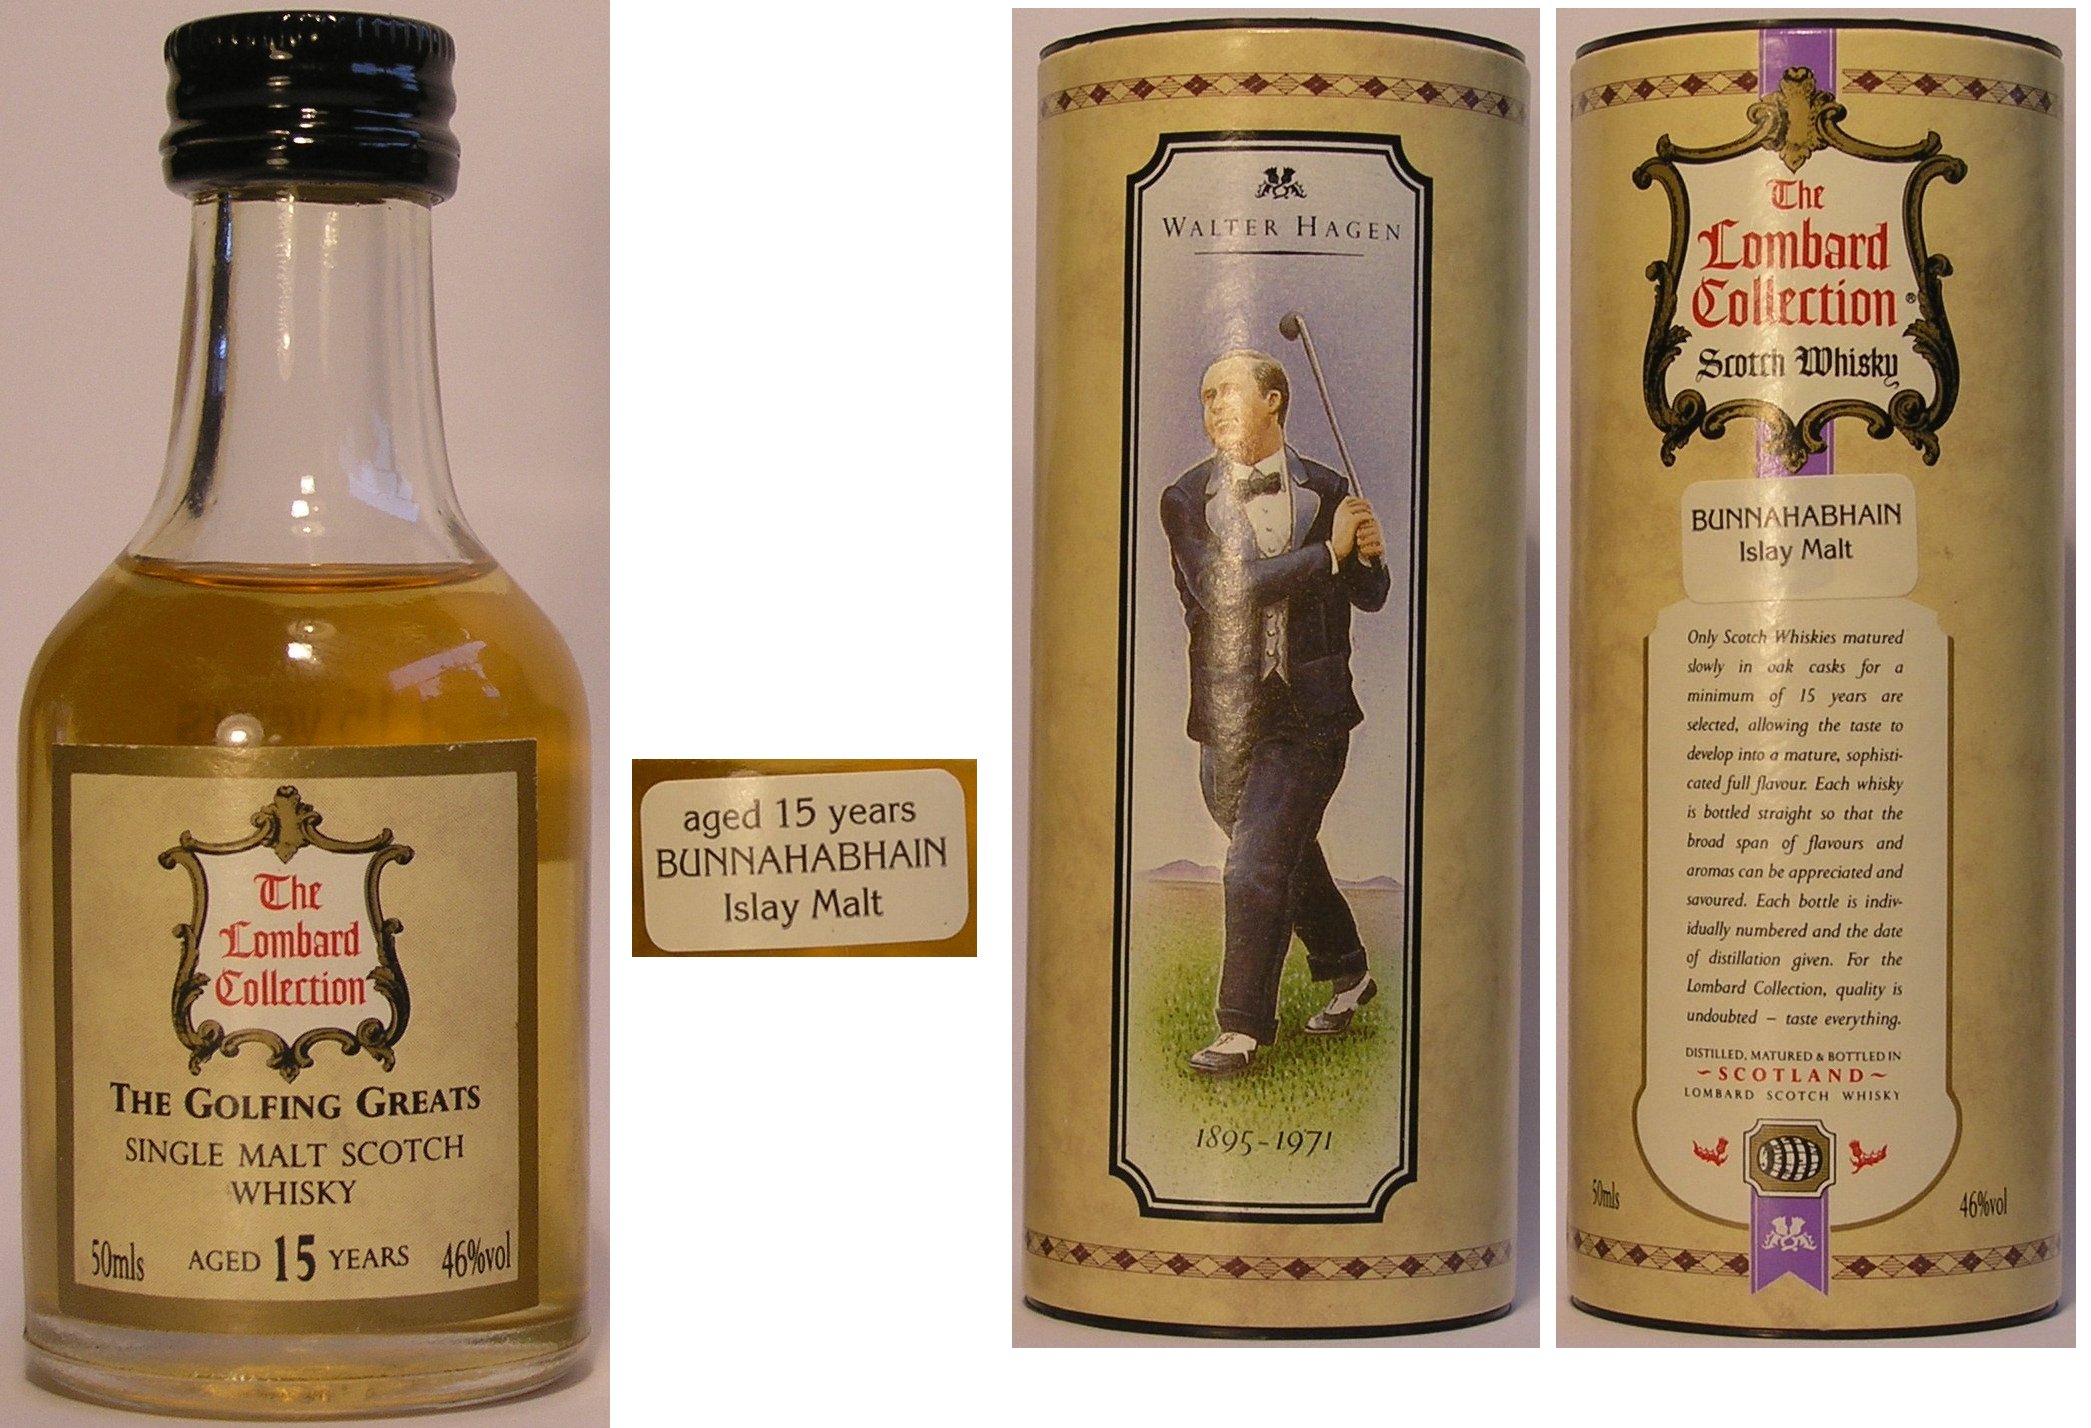 The
Lombard
Collection
THE GOLFING GREATS
SINGLE MALT SCOTCH
WHISKY
50mls AGED 15 YEARS 46%vol
aged 15 years
BUNNAHABHAIN
Islay Malt
WALTER HAGEN
1895-1971
The
Lombard
Collection®
Scotch Whisky
BUNNAHABHAIN
Islay Malt
Only Scotch Whiskies matured
slowly in oak casks for a
minimum of 15 years are
selected, allowing the taste to
develop into a mature, sophisti-
cated full flavour. Each whisky
is bottled straight so that the
broad span of flavours and
aromas can be appreciated and
savoured. Each bottle is indiv-
idually numbered and the date
of distillation given. For the
Lombard Collection, quality is
undoubted – taste everything.
DISTILLED, MATURED & BOTTLED IN
~SCOTLAND~
LOMBARD SCOTCH WHISKY
50mls 46%vol